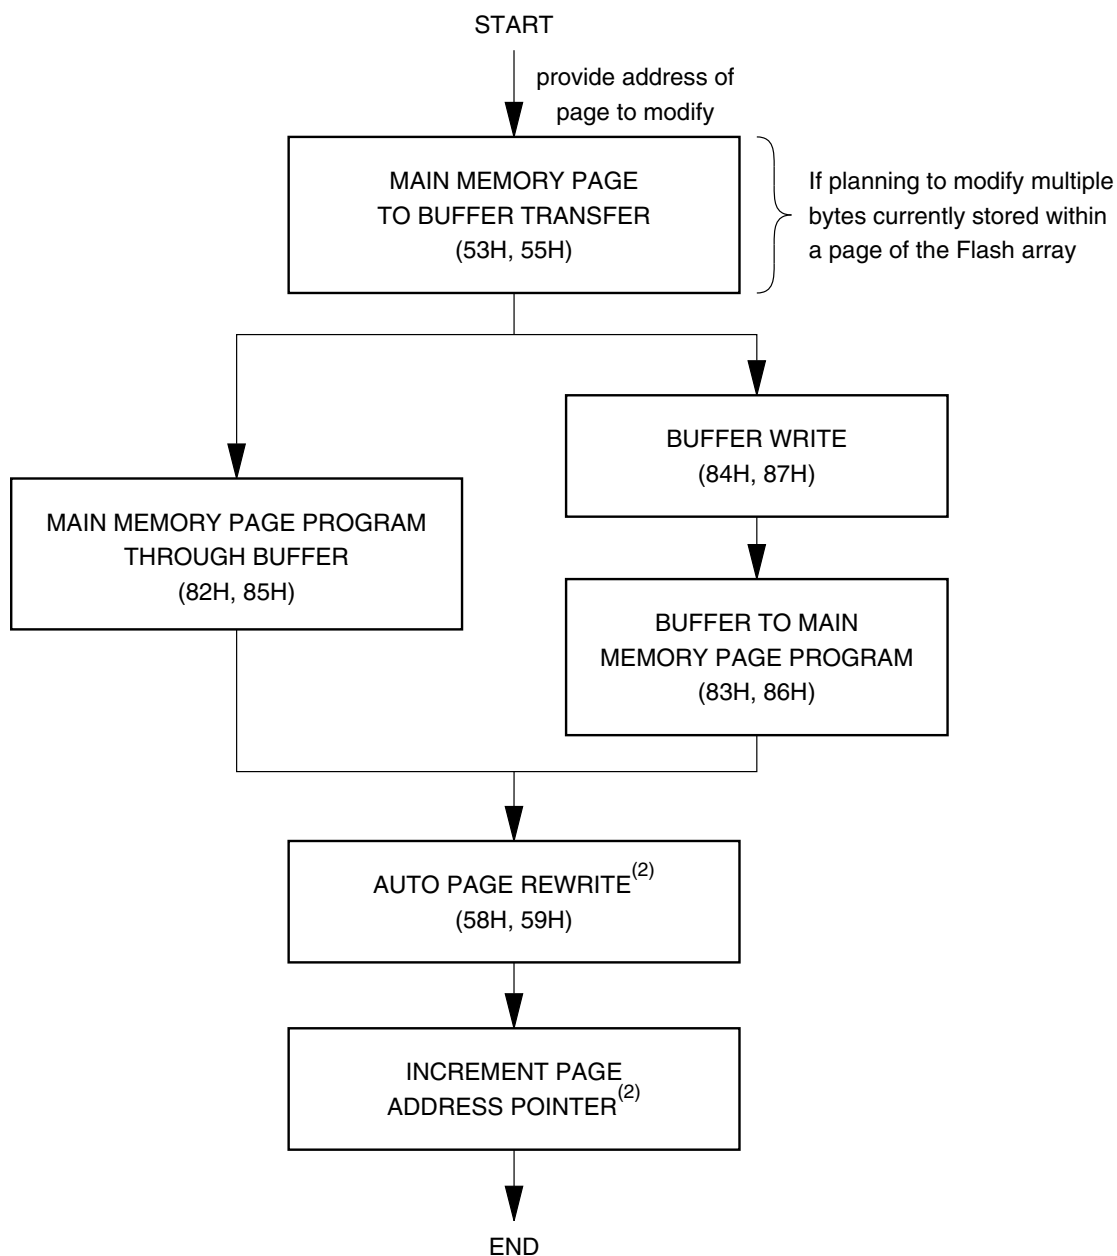 START
provide address of
page to modify
MAIN MEMORY PAGE
TO BUFFER TRANSFER
(53H, 55H)
If planning to modify multiple
bytes currently stored within
a page of the Flash array
BUFFER WRITE
(84H, 87H)
MAIN MEMORY PAGE PROGRAM
THROUGH BUFFER
(82H, 85H)
BUFFER TO MAIN
MEMORY PAGE PROGRAM
(83H, 86H)
AUTO PAGE REWRITE(2)
(58H, 59H)
INCREMENT PAGE
ADDRESS POINTER(2)
END